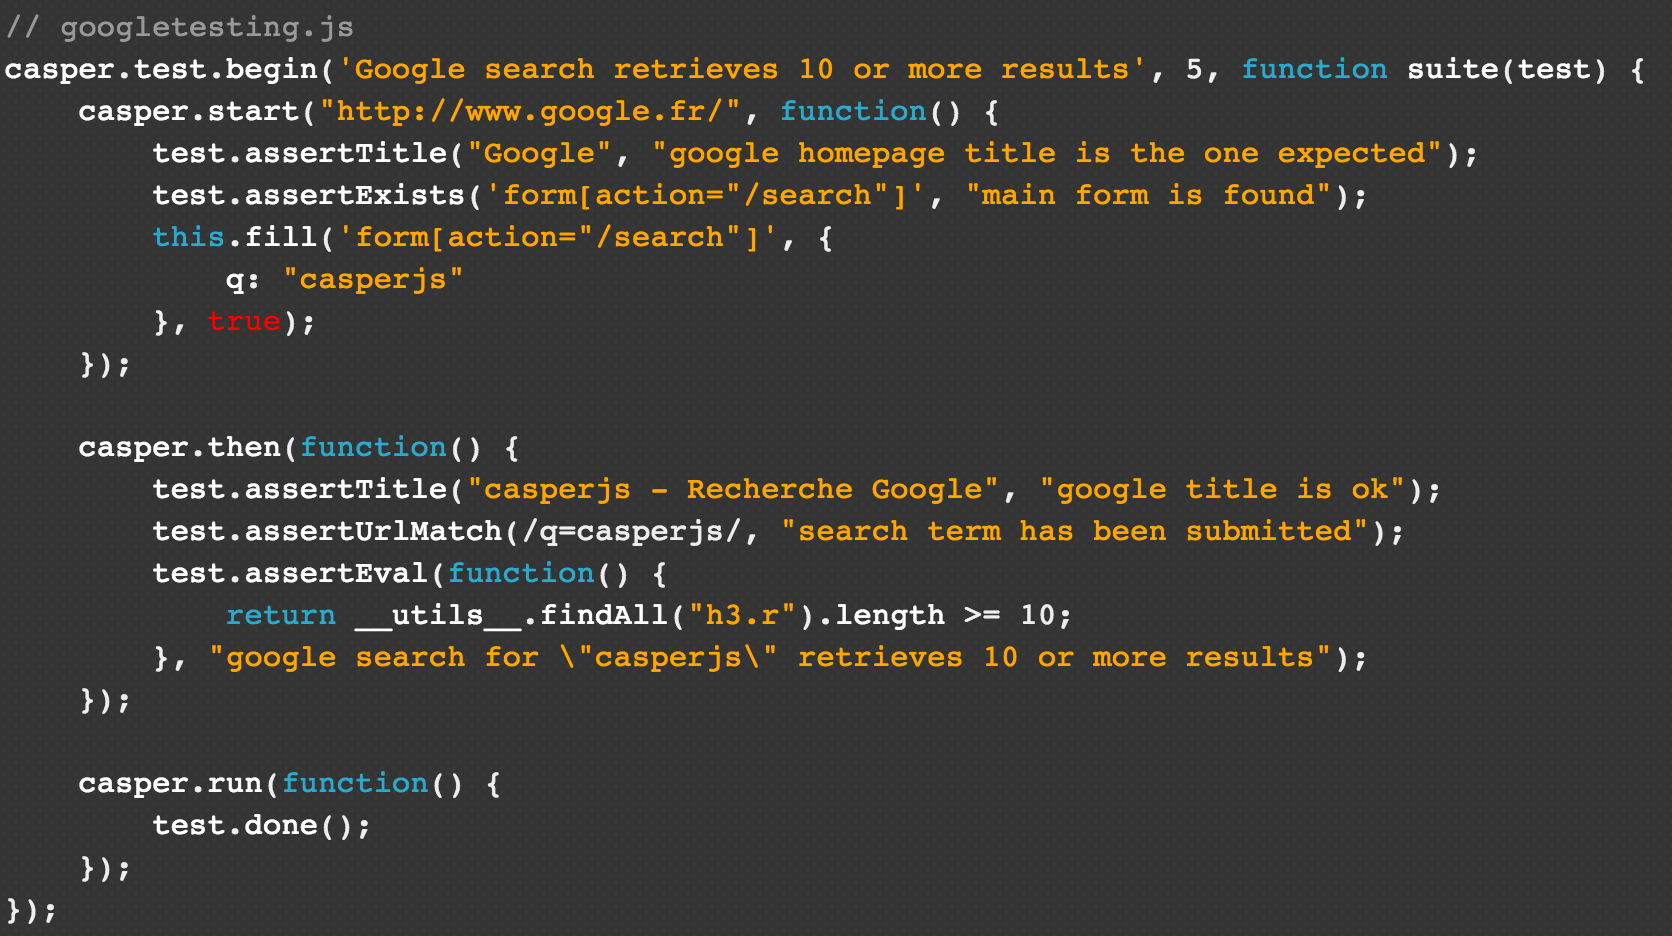 // googletesting.js
casper.test.begin('Google search retrieves 10 or more results', 5, function suite(test) {
    casper.start("http://www.google.fr/", function() {
        test.assertTitle("Google", "google homepage title is the one expected");
        test.assertExists('form[action="/search"]', "main form is found");
        this.fill('form[action="/search"]', {
            q: "casperjs"
        }, true);
    });

    casper.then(function() {
        test.assertTitle("casperjs - Recherche Google", "google title is ok");
        test.assertUrlMatch(/q=casperjs/, "search term has been submitted");
        test.assertEval(function() {
            return __utils__.findAll("h3.r").length >= 10;
        }, "google search for \"casperjs\" retrieves 10 or more results");
    });

    casper.run(function() {
        test.done();
    });
});